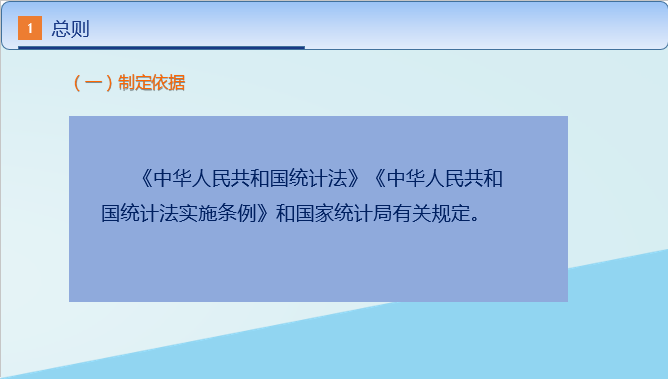 1 总则
（一）制定依据
《中华人民共和国统计法》《中华人民共和
国统计法实施条例》和国家统计局有关规定。